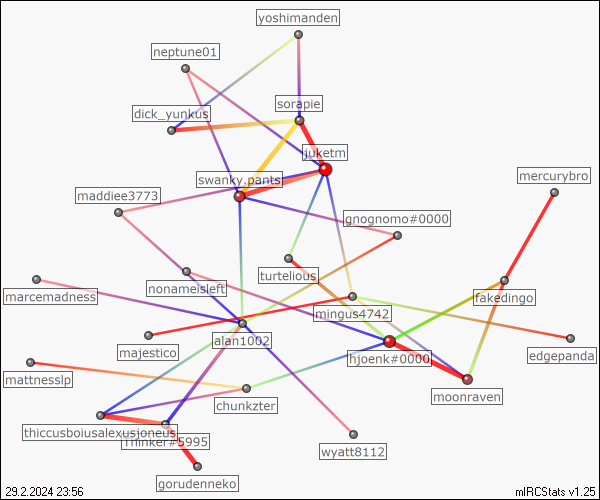 yoshimanden
neptune01
sorapie
dick_yunkus
juketm
mercurybro
swanky.pants
maddiee3773
gnognomo#0000
turtelious
nonameisleft
marcemadness
fakedingo
mingus4742
alan1002
majestico
hjoenk#0000
edgepanda
mattnesslp
moonraven
chunkzter
thiccusboiusalexusjoneus
Thinker#5995
wyatt8112
gorudenneko
29.2.2024 23:56
mIRCStats v1.25